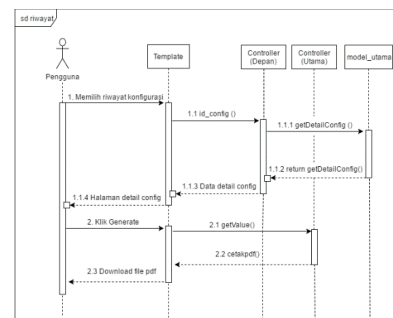 sd riwayat
Pengguna
Template
Controller
(Depan)
Controller
(Utama)
model_utama
1. Memilih riwayat konfigurasi
1.1 id_config ()
1.1.1 getDetailConfig ()
1.1.2 return getDetailConfig()
1.1.3 Data detail config
1.1.4 Halaman detail config
2. Klik Generate
2.1 getValue()
2.2 cetakpdf()
2.3 Download file pdf